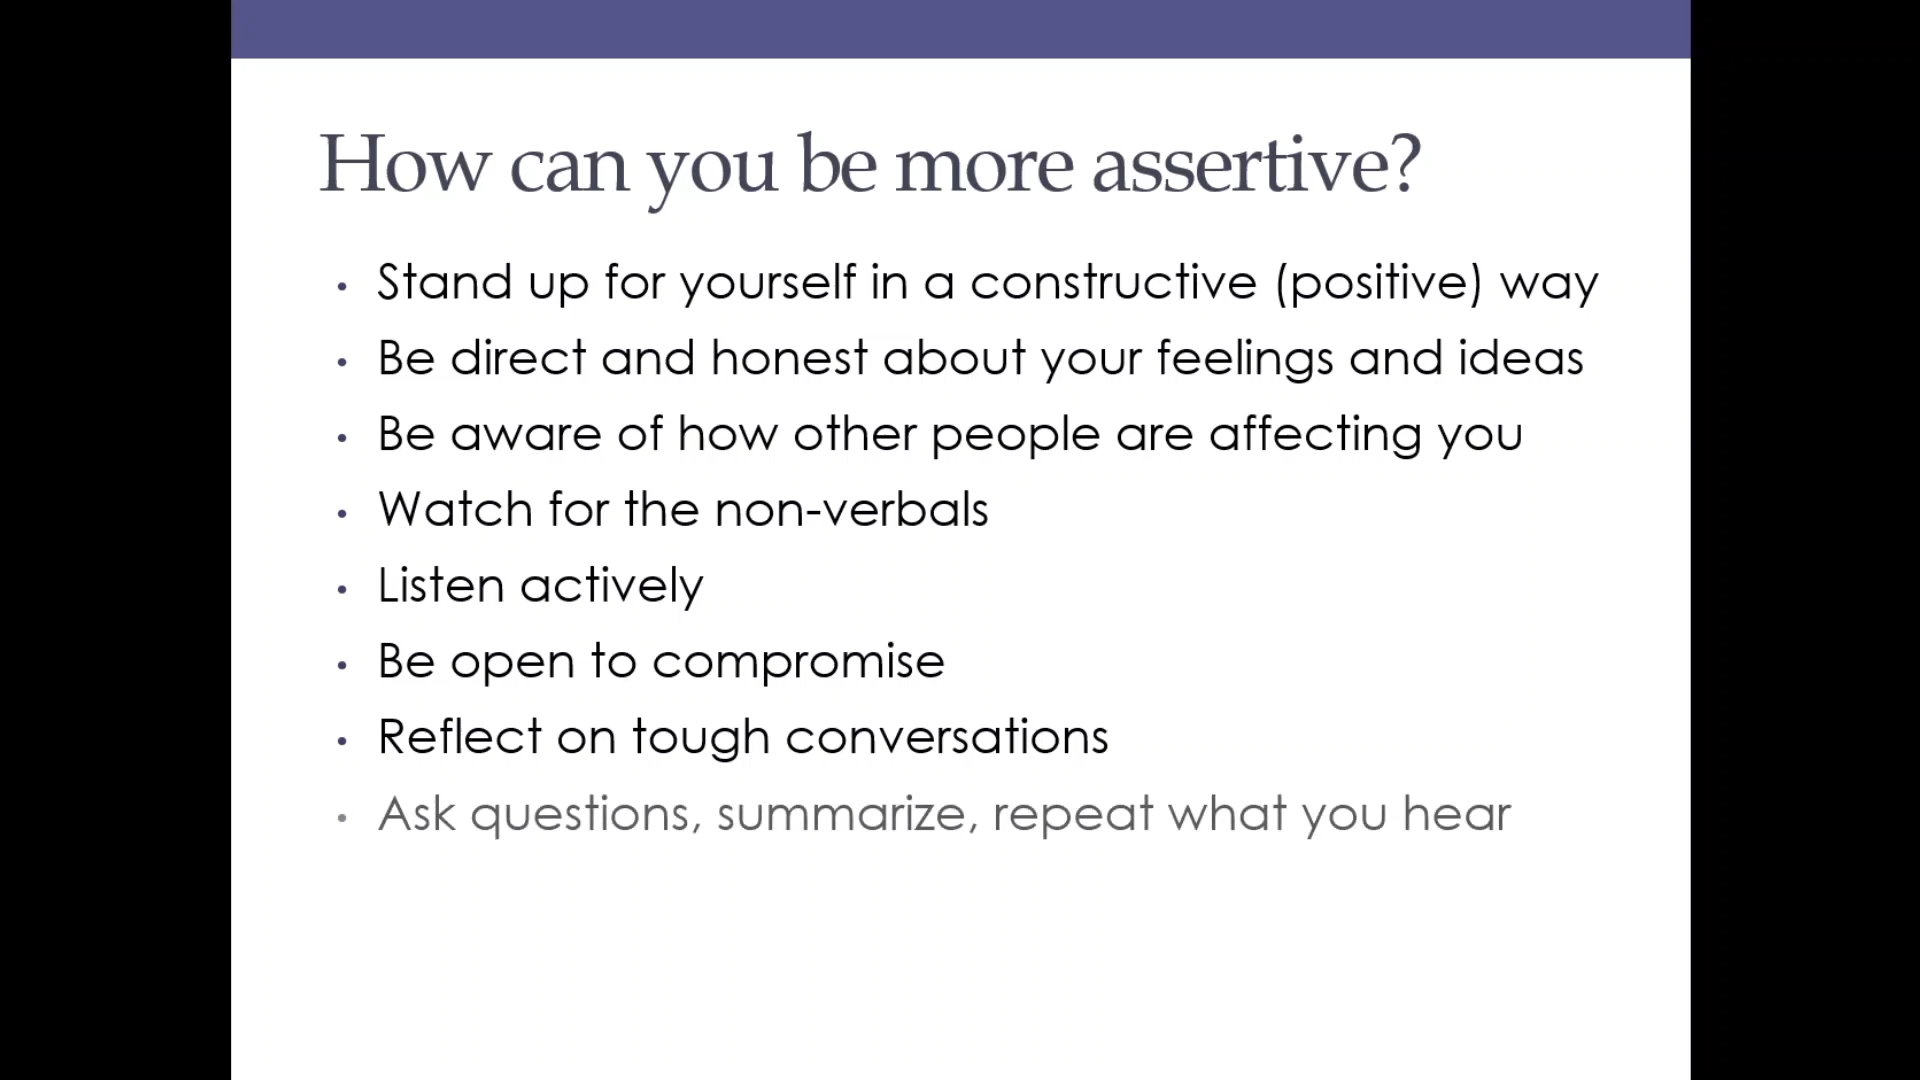 How can you be more assertive?
• Stand up for yourself in a constructive (positive) way
• Be direct and honest about your feelings and ideas
• Be aware of how other people are affecting you
• Watch for the non-verbals
• Listen actively
• Be open to compromise
• Reflect on tough conversations
• Ask questions, summarize, repeat what you hear